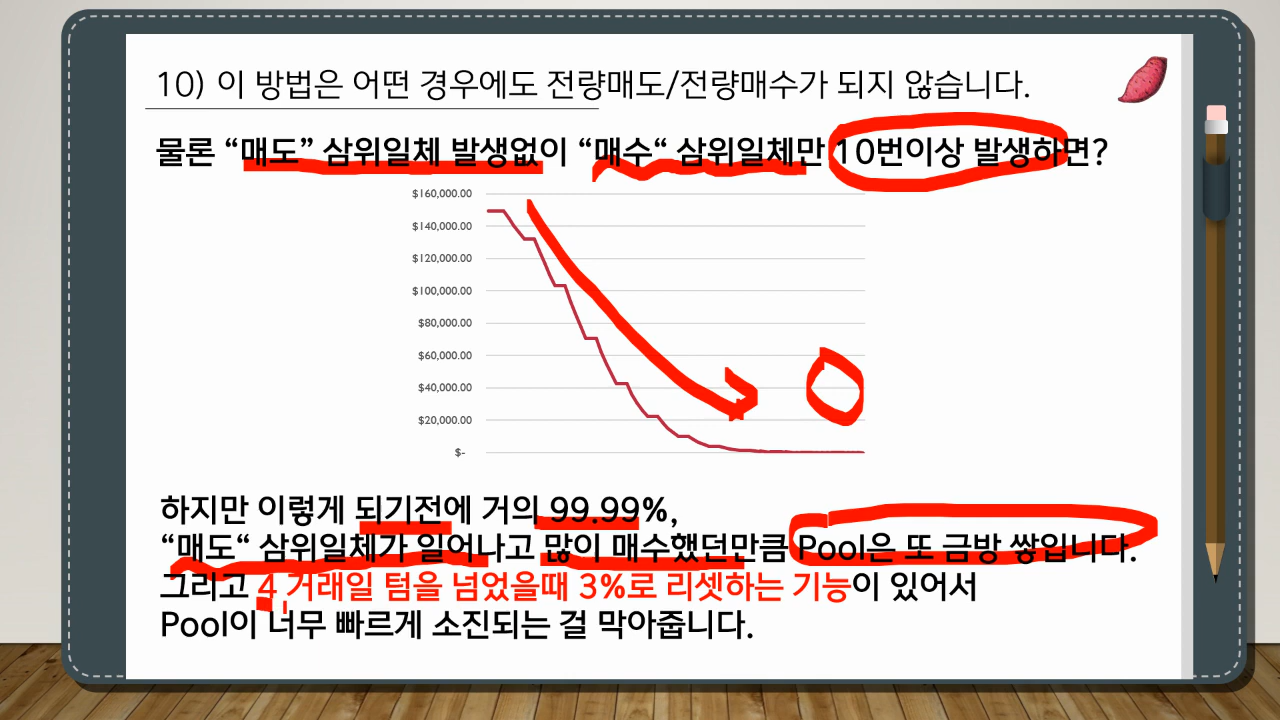 10) 이 방법은 어떤 경우에도 전량매도/전량매수가 되지 않습니다.
물론 “매도” 삼위일체 발생없이 “매수“ 삼위일체만 10번이상 발생하면?
$160,000.00
$140,000.00
$120,000.00
$100,000.00
$80,000.00
$60,000.00
$40,000.00
$20,000.00
$-
하지만 이렇게 되기전에 거의 99.99%,
“매도“ 삼위일체가 일어나고 많이 매수했던만큼 Pool은 또 금방 쌓입니다.
그리고 4 거래일 텀을 넘었을때 3%로 리셋하는 기능이 있어서
Pool이 너무 빠르게 소진되는 걸 막아줍니다.